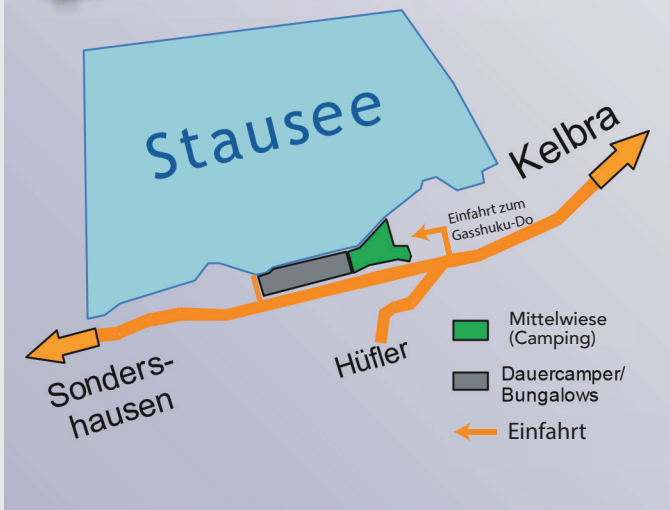 Stausee
Kelbra
Einfahrt zum
Gasshuku-Do
Hüfler
Sonders-
hausen
Mittelwiese
(Camping)
Dauercamper/
Bungalows
Einfahrt